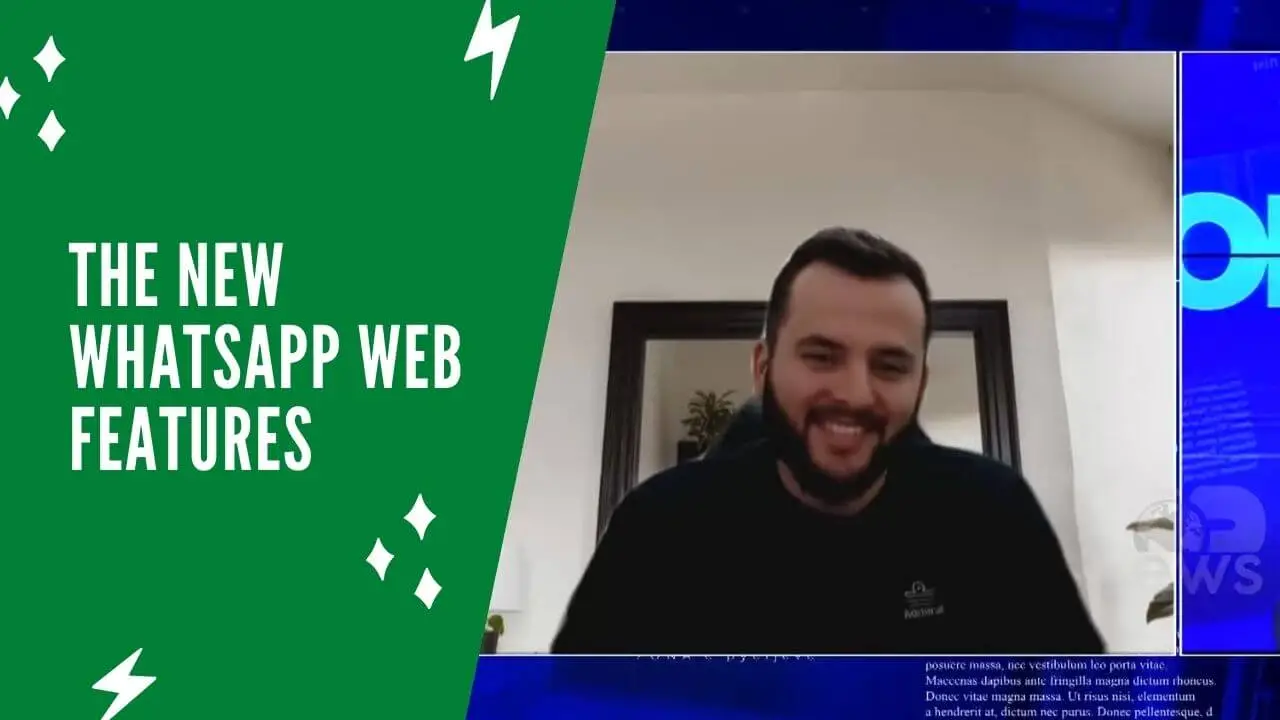 THE NEW
WHATSAPP WEB
FEATURES
ews
posuere massa, nec vestibulum leo porta vitae.
Maecenas dapibus ante fringilla magna dictum rhoncus.
Donec vitae magna massa. Ut risus nisi, elementum
a hendrerit at, dictum nec purus. Donec pellentesque, d